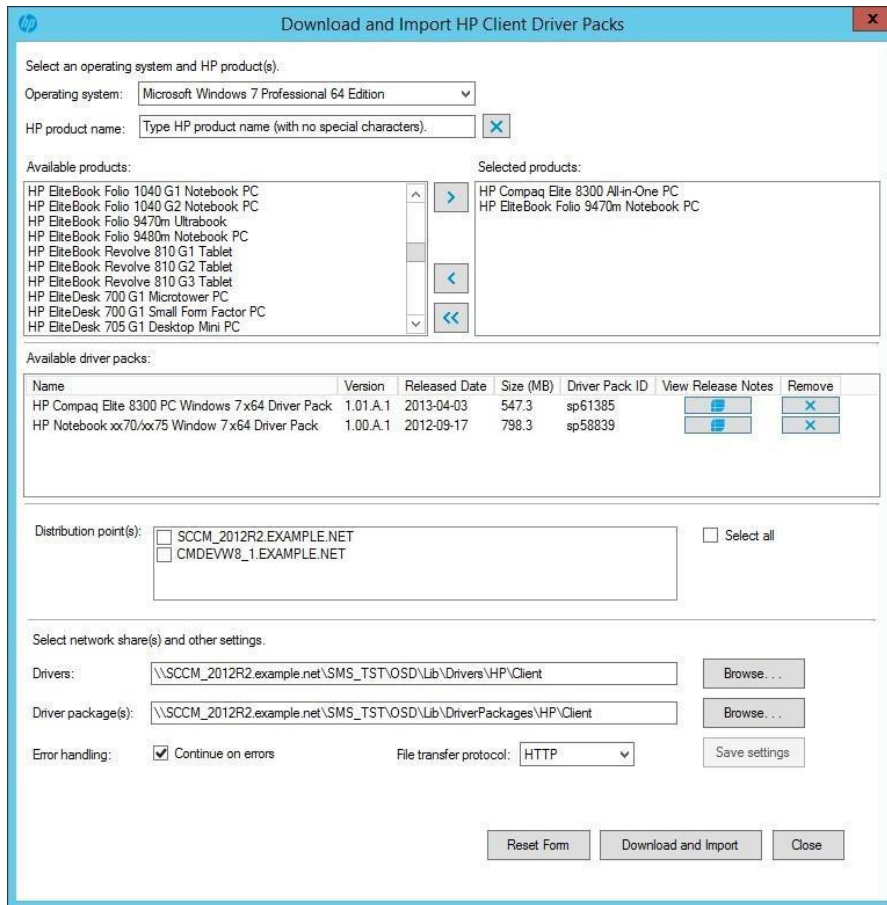 Download and Import HP Client Driver Packs
x
Select an operating system and HP product(s).
Operating system: Microsoft Windows 7 Professional 64 Edition
HP product name: Type HP product name (with no special characters).
Available products:
HP EliteBook Folio 1040 G1 Notebook PC
HP EliteBook Folio 1040 G2 Notebook PC
HP EliteBook Folio 9470m Ultrabook
HP EliteBook Folio 9480m Notebook PC
HP EliteBook Revolve 810 G1 Tablet
HP EliteBook Revolve 810 G2 Tablet
HP EliteBook Revolve 810 G3 Tablet
HP EliteDesk 700 G1 Microtower PC
HP EliteDesk 700 G1 Small Form Factor PC
HP EliteDesk 705 G1 Desktop Mini PC
Selected products:
HP Compaq Elite 8300 All-in-One PC
HP EliteBook Folio 9470m Notebook PC
Available driver packs:
Name Version Released Date Size (MB) Driver Pack ID View Release Notes Remove
HP Compaq Elite 8300 PC Windows 7 x64 Driver Pack 1.01.A.1 2013-04-03 547.3 sp61385
HP Notebook xx70/xx75 Window 7 x64 Driver Pack 1.00.A.1 2012-09-17 798.3 sp58839
Distribution point(s):
SCCM_2012R2.EXAMPLE.NET
CMDEVW8_1.EXAMPLE.NET
Select all
Select network share(s) and other settings.
Drivers: \\SCCM_2012R2.example.net\SMS_TST\OSD\Lib\Drivers\HP\Client Browse. . .
Driver package(s): \\SCCM_2012R2.example.net\SMS_TST\OSD\Lib\DriverPackages\HP\Client Browse. . .
Error handling: Continue on errors File transfer protocol: HTTP Save settings
Reset Form Download and Import Close